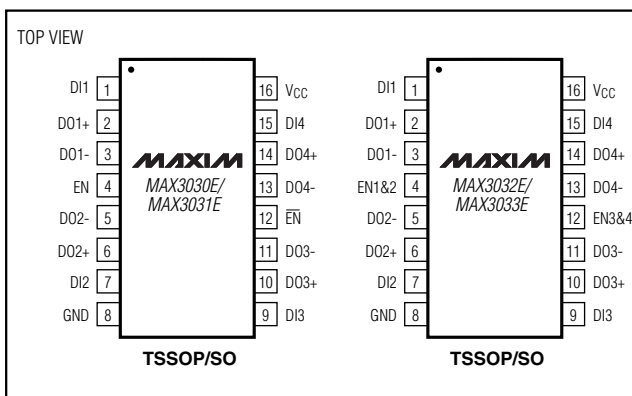 TOP VIEW
DI1 1
DO1+ 2
DO1- 3
EN 4
DO2- 5
DO2+ 6
DI2 7
GND 8
MAXIM
MAX3030E/
MAX3031E
16 VCC
15 DI4
14 DO4+
13 DO4-
12 E̅N̅
11 DO3-
10 DO3+
9 DI3
TSSOP/SO
DI1 1
DO1+ 2
DO1- 3
EN1&2 4
DO2- 5
DO2+ 6
DI2 7
GND 8
MAXIM
MAX3032E/
MAX3033E
16 VCC
15 DI4
14 DO4+
13 DO4-
12 EN3&4
11 DO3-
10 DO3+
9 DI3
TSSOP/SO